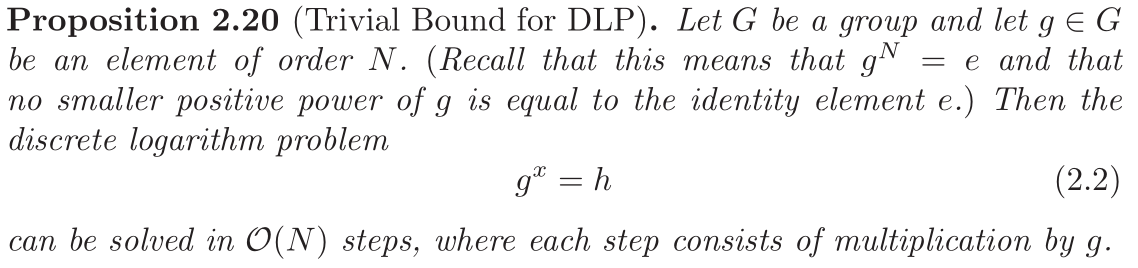 Proposition 2.20 (Trivial Bound for DLP). Let G be a group and let g ∈ G
be an element of order N. (Recall that this means that g^N = e and that
no smaller positive power of g is equal to the identity element e.) Then the
discrete logarithm problem
g^x = h (2.2)
can be solved in 𝒪(N) steps, where each step consists of multiplication by g.